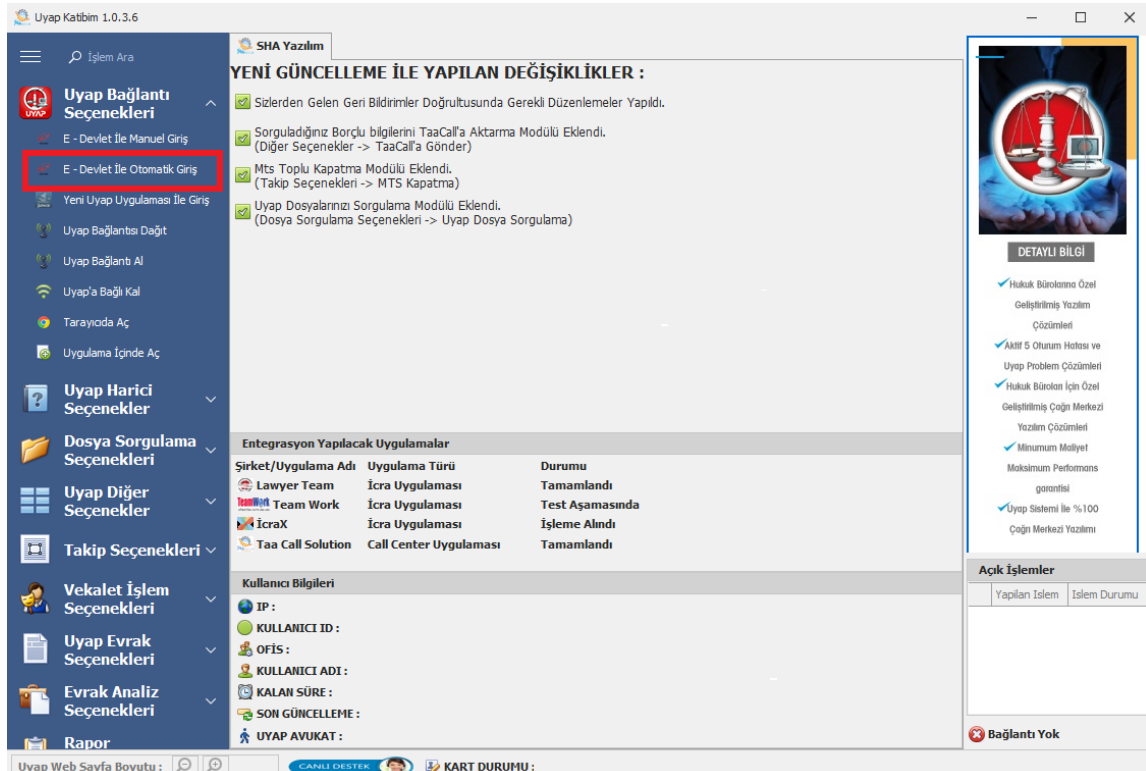 Uyap Katibim 1.0.3.6
İşlem Ara
Uyap Bağlantı
Seçenekleri
E - Devlet İle Manuel Giriş
E - Devlet İle Otomatik Giriş
Yeni Uyap Uygulaması İle Giriş
Uyap Bağlantısı Dağıt
Uyap Bağlantı Al
Uyap'a Bağlı Kal
Tarayıcıda Aç
Uygulama İçinde Aç
Uyap Harici
Seçenekler
Dosya Sorgulama
Seçenekleri
Uyap Diğer
Seçenekler
Takip Seçenekleri
Vekalet İşlem
Seçenekleri
Uyap Evrak
Seçenekleri
Evrak Analiz
Seçenekleri
Rapor
SHA Yazılım
YENİ GÜNCELLEME İLE YAPILAN DEĞİŞİKLİKLER :
Sizlerden Gelen Geri Bildirimler Doğrultusunda Gerekli Düzenlemeler Yapıldı.
Sorguladığınız Borçlu bilgilerini TaaCall'a Aktarma Modülü Eklendi.
(Diğer Seçenekler -> TaaCall'a Gönder)
Mts Toplu Kapatma Modülü Eklendi.
(Takip Seçenekleri -> MTS Kapatma)
Uyap Dosyalarınızı Sorgulama Modülü Eklendi.
(Dosya Sorgulama Seçenekleri -> Uyap Dosya Sorgulama)
Entegrasyon Yapılacak Uygulamalar
Şirket/Uygulama Adı Uygulama Türü Durumu
Lawyer Team İcra Uygulaması Tamamlandı
TeamWork Team Work İcra Uygulaması Test Aşamasında
İcraX İcra Uygulaması İşleme Alındı
Taa Call Solution Call Center Uygulaması Tamamlandı
Kullanıcı Bilgileri
IP :
KULLANICI ID :
OFİS :
KULLANICI ADI :
KALAN SÜRE :
SON GÜNCELLEME :
UYAP AVUKAT :
DETAYLI BİLGİ
Hukuk Bürolarına Özel
Geliştirilmiş Yazılım
Çözümleri
Aktif 5 Oturum Hatası ve
Uyap Problem Çözümleri
Hukuk Büroları İçin Özel
Geliştirilmiş Çağrı Merkezi
Yazılım Çözümleri
Minumum Maliyet
Maksimum Performans
garantisi
Uyap Sistemi İle %100
Çağrı Merkezi Yazılımı
Açık İşlemler
Yapilan Islem Islem Durumu
Bağlantı Yok
Uyap Web Sayfa Boyutu :
CANLI DESTEK
KART DURUMU :